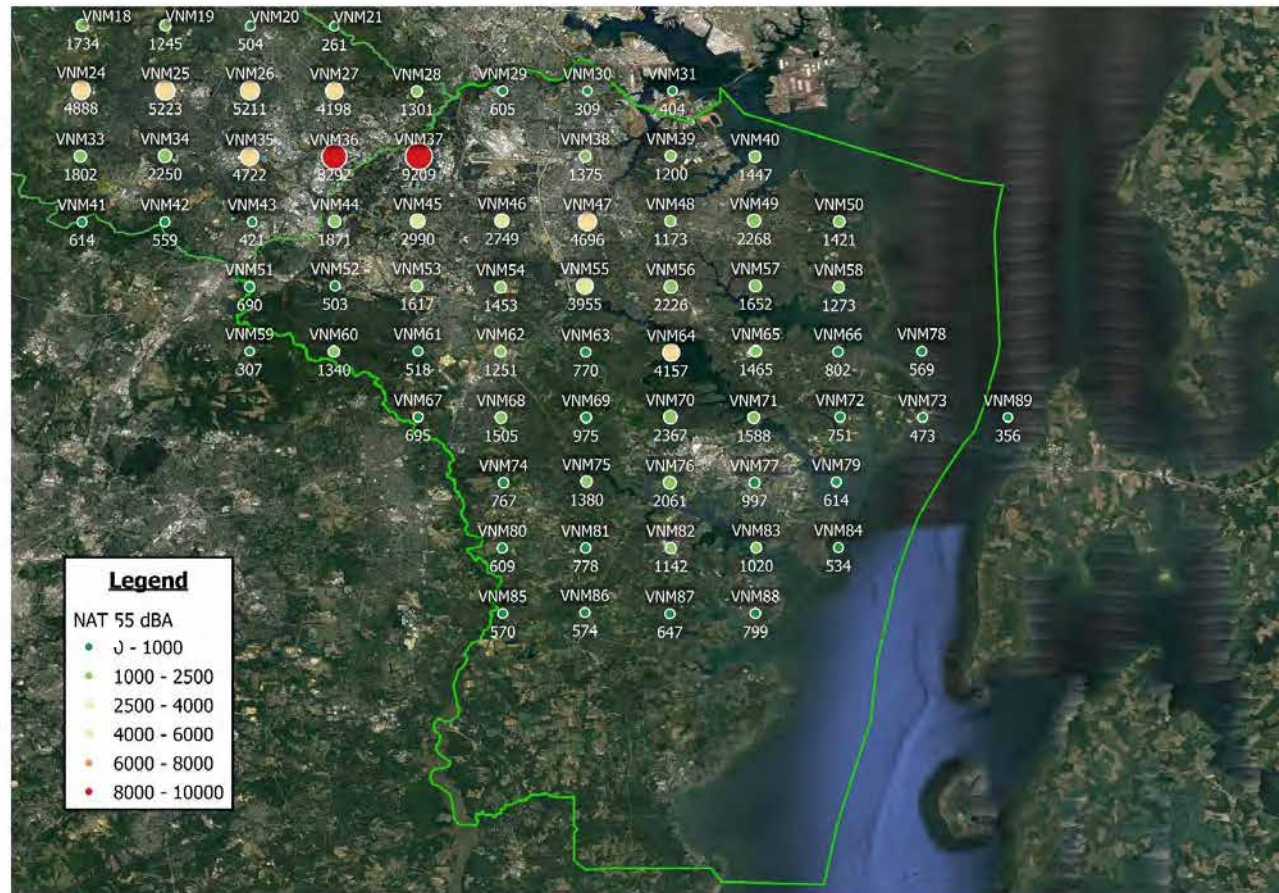 VNM18 VNM19 VNM20 VNM21
1734 1245 504 261
VNM24 VNM25 VNM26 VNM27 VNM28 VNM29 VNM30 VNM31
4888 5223 5211 4198 1301 605 309 404
VNM33 VNM34 VNM35 VNM36 VNM37 VNM38 VNM39 VNM40
1802 2250 4722 8292 9209 1375 1200 1447
VNM41 VNM42 VNM43 VNM44 VNM45 VNM46 VNM47 VNM48 VNM49 VNM50
614 559 421 1871 2990 2749 4696 1173 2268 1421
VNM51 VNM52 VNM53 VNM54 VNM55 VNM56 VNM57 VNM58
690 503 1617 1453 3955 2226 1652 1273
VNM59 VNM60 VNM61 VNM62 VNM63 VNM64 VNM65 VNM66 VNM78
307 1340 518 1251 770 4157 1465 802 569
VNM67 VNM68 VNM69 VNM70 VNM71 VNM72 VNM73 VNM89
695 1505 975 2367 1588 751 473 356
VNM74 VNM75 VNM76 VNM77 VNM79
767 1380 2061 997 614
VNM80 VNM81 VNM82 VNM83 VNM84
609 778 1142 1020 534
VNM85 VNM86 VNM87 VNM88
570 574 647 799
Legend
NAT 55 dBA
0 - 1000
1000 - 2500
2500 - 4000
4000 - 6000
6000 - 8000
8000 - 10000